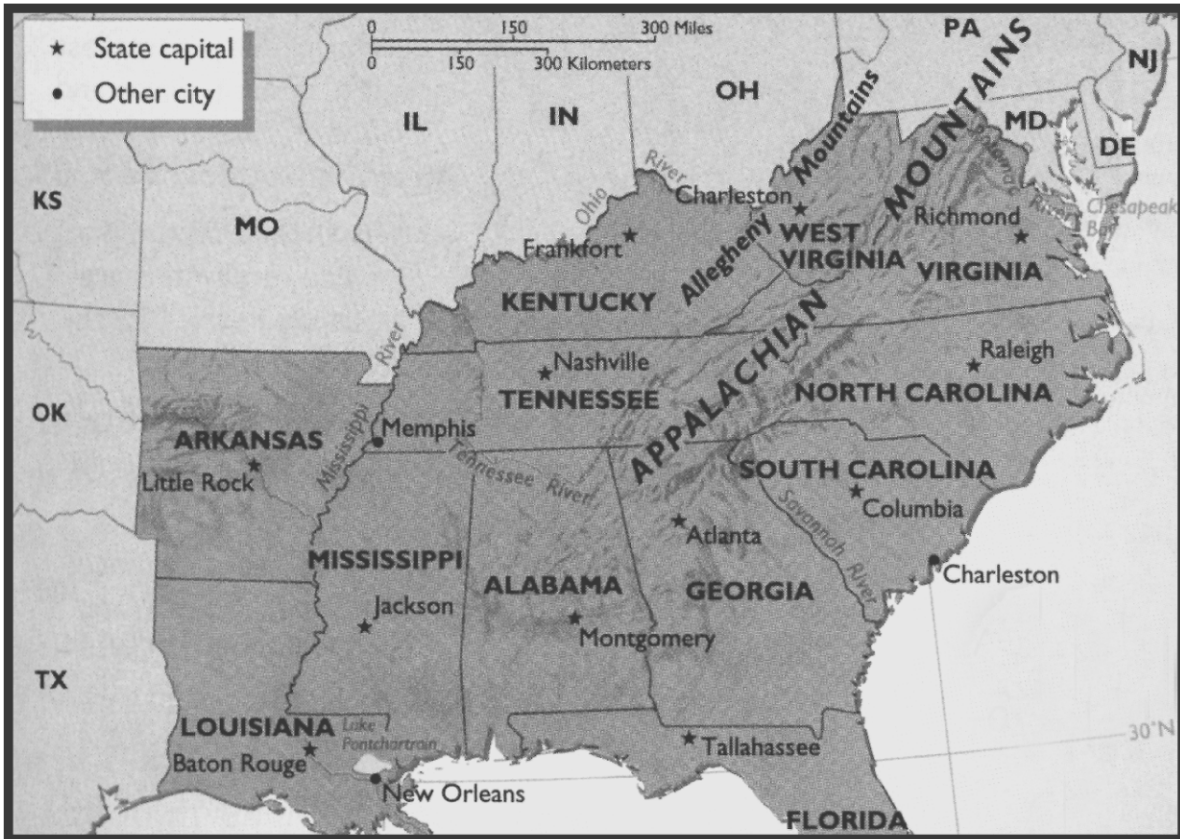 State capital
Other city
0 150 300 Miles
0 150 300 Kilometers
PA
NJ
OH
IN
IL
MD
DE
KS
MO
MOUNTAINS
Mountains
Potomac
River
Chesapeak
Bay
River
Ohio
Charleston
Richmond
Frankfort
WEST
VIRGINIA
VIRGINIA
Allegheny
KENTUCKY
River
Nashville
Raleigh
TENNESSEE
NORTH CAROLINA
APPALACHIAN
OK
ARKANSAS
Mississippi
Memphis
Tennessee River
Little Rock
SOUTH CAROLINA
Columbia
Savannah River
Atlanta
MISSISSIPPI
ALABAMA
GEORGIA
Charleston
Jackson
Montgomery
TX
LOUISIANA
Lake
Pontchartrain
Baton Rouge
Tallahassee
30°N
New Orleans
FLORIDA